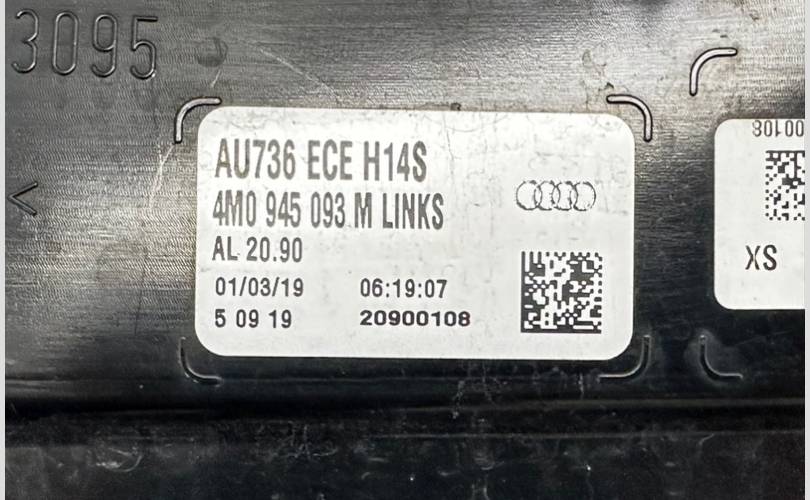 3095
AU736 ECE H14S
4M0 945 093 M LINKS
AL 20.90
01/03/19 06:19:07
5 09 19 20900108
00108
XS